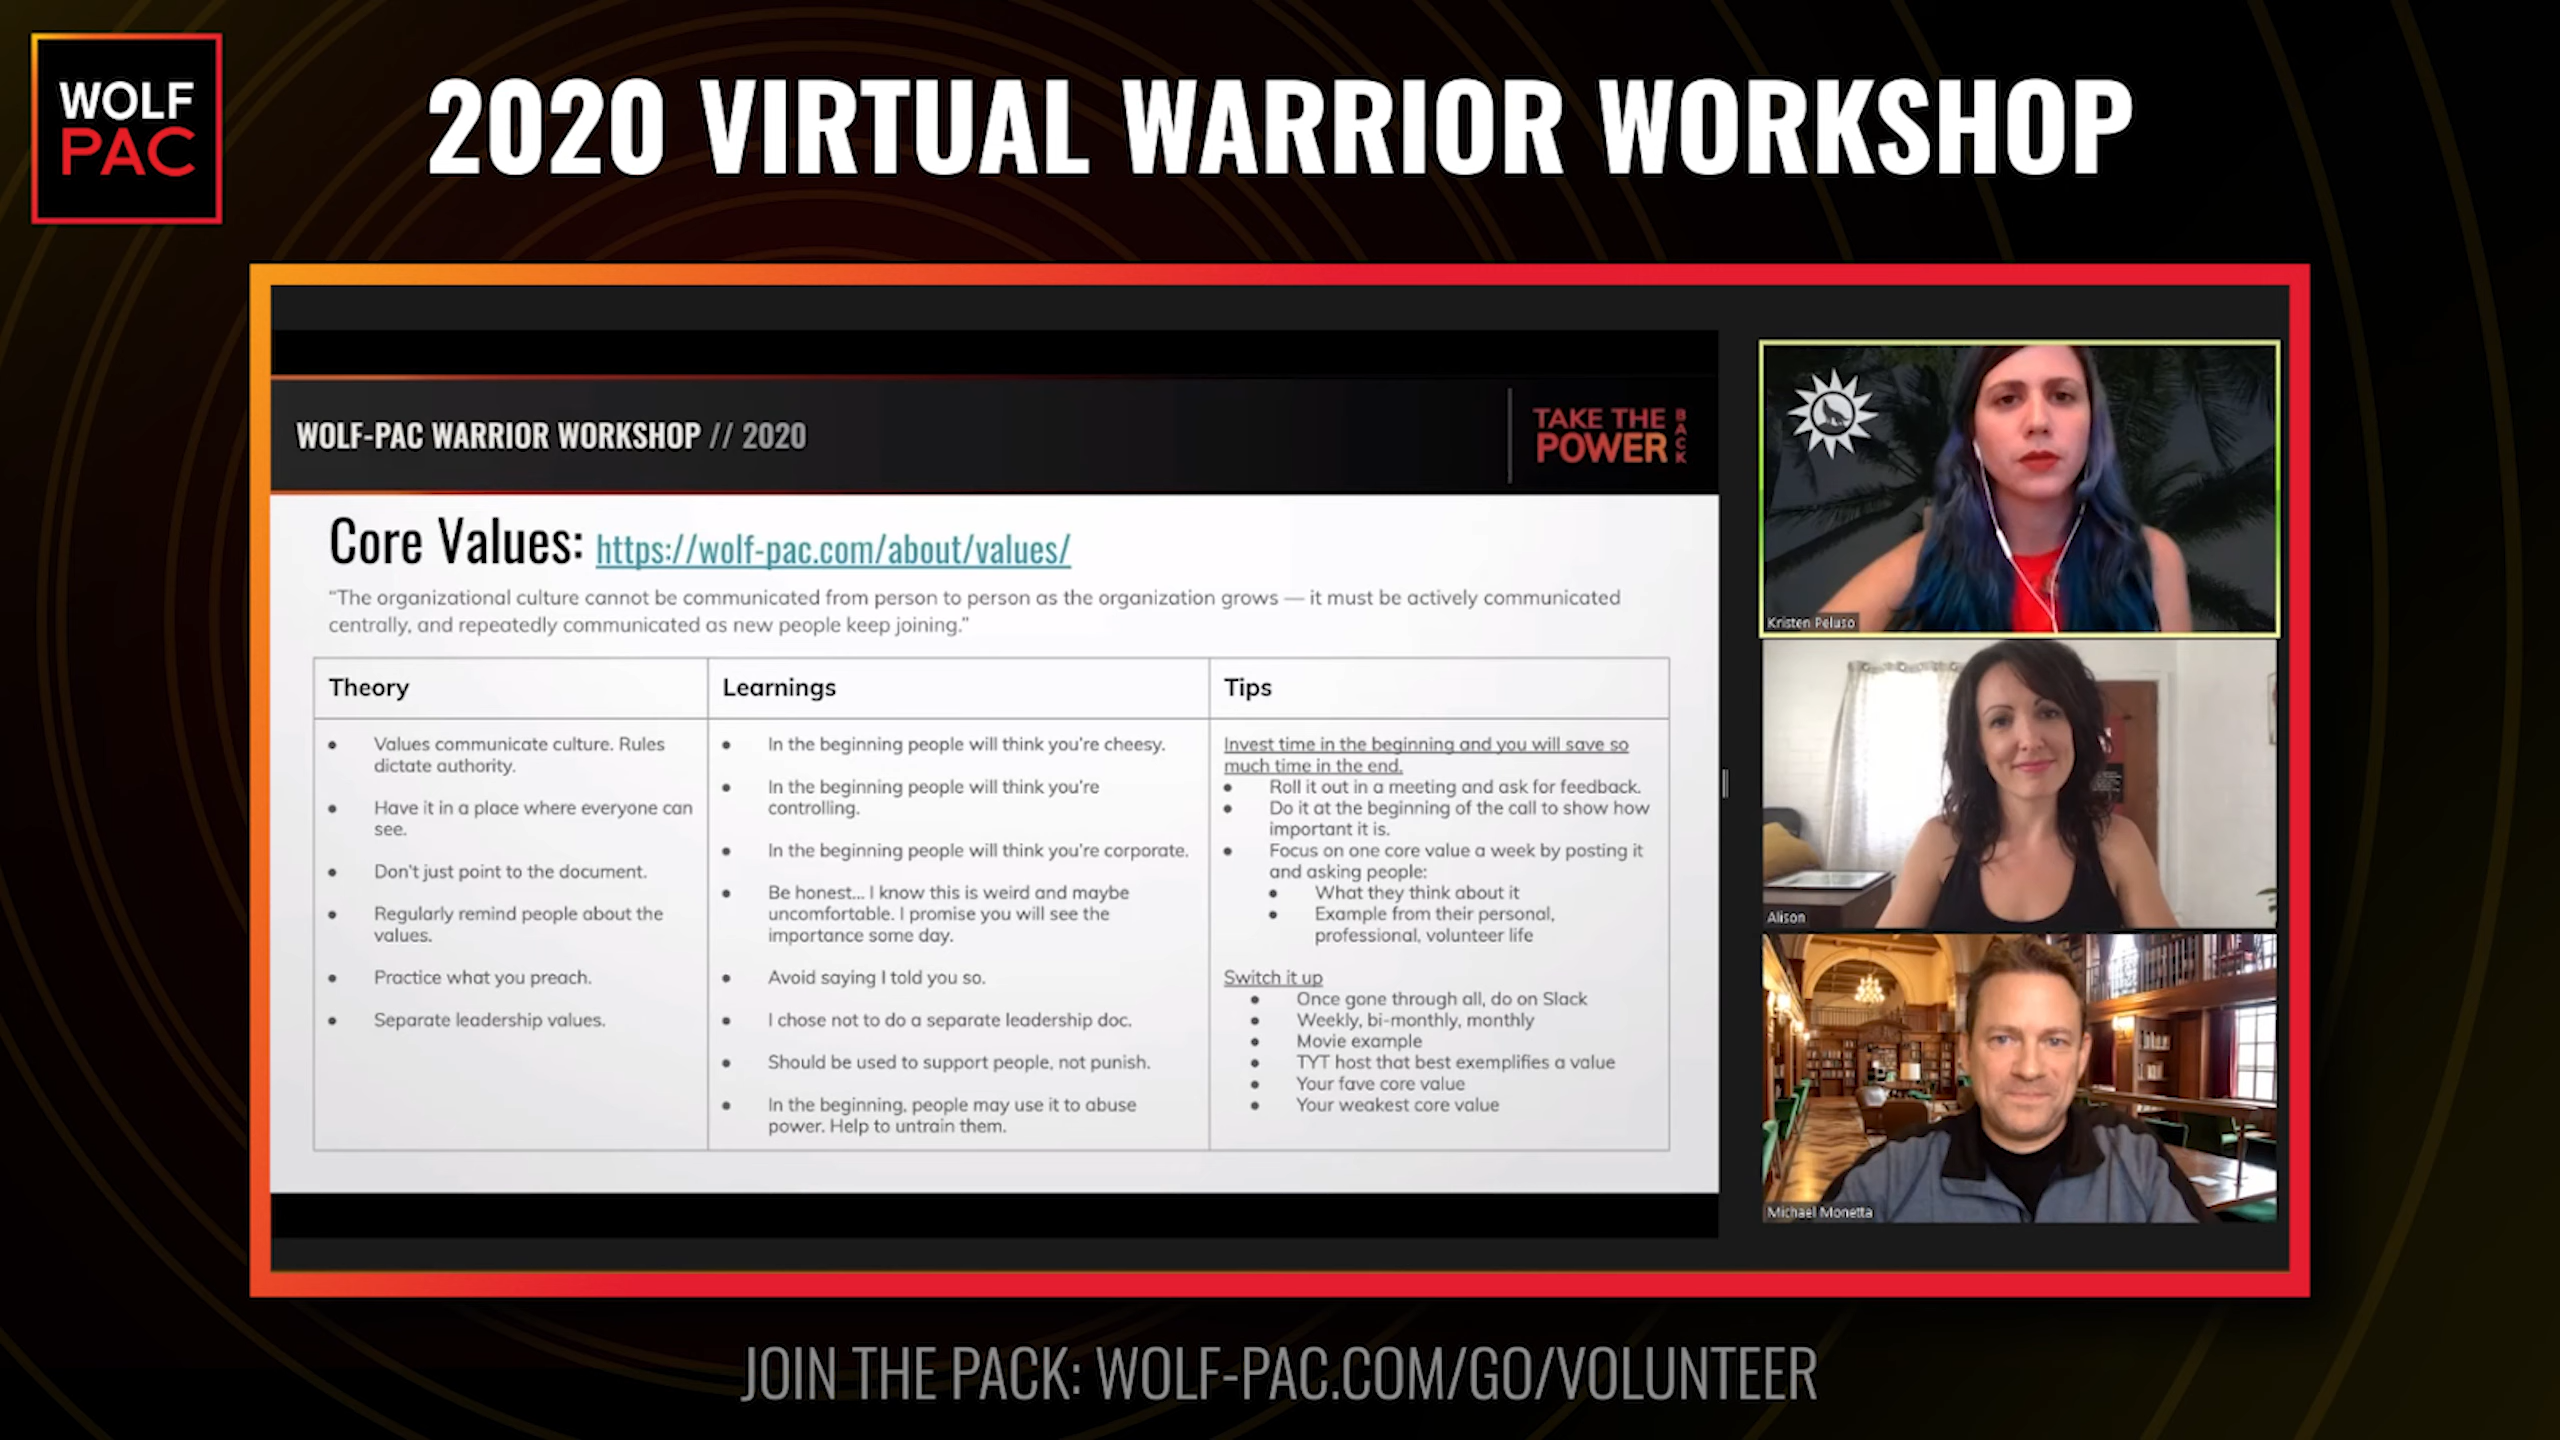 WOLF
PAC
2020 VIRTUAL WARRIOR WORKSHOP
WOLF-PAC WARRIOR WORKSHOP // 2020
TAKE THE
POWER
BACK
Core Values: https://wolf-pac.com/about/values/
“The organizational culture cannot be communicated from person to person as the organization grows — it must be actively communicated
centrally, and repeatedly communicated as new people keep joining.”
Theory
Values communicate culture. Rules
dictate authority.
Have it in a place where everyone can
see.
Don't just point to the document.
Regularly remind people about the
values.
Practice what you preach.
Separate leadership values.
Learnings
In the beginning people will think you're cheesy.
In the beginning people will think you're
controlling.
In the beginning people will think you're corporate.
Be honest... I know this is weird and maybe
uncomfortable. I promise you will see the
importance some day.
Avoid saying I told you so.
I chose not to do a separate leadership doc.
Should be used to support people, not punish.
In the beginning, people may use it to abuse
power. Help to untrain them.
Tips
Invest time in the beginning and you will save so
much time in the end.
Roll it out in a meeting and ask for feedback.
Do it at the beginning of the call to show how
important it is.
Focus on one core value a week by posting it
and asking people:
What they think about it
Example from their personal,
professional, volunteer life
Switch it up
Once gone through all, do on Slack
Weekly, bi-monthly, monthly
Movie example
TYT host that best exemplifies a value
Your fave core value
Your weakest core value
Kristen Peluso
Alison
Michael Monetta
JOIN THE PACK: WOLF-PAC.COM/GO/VOLUNTEER